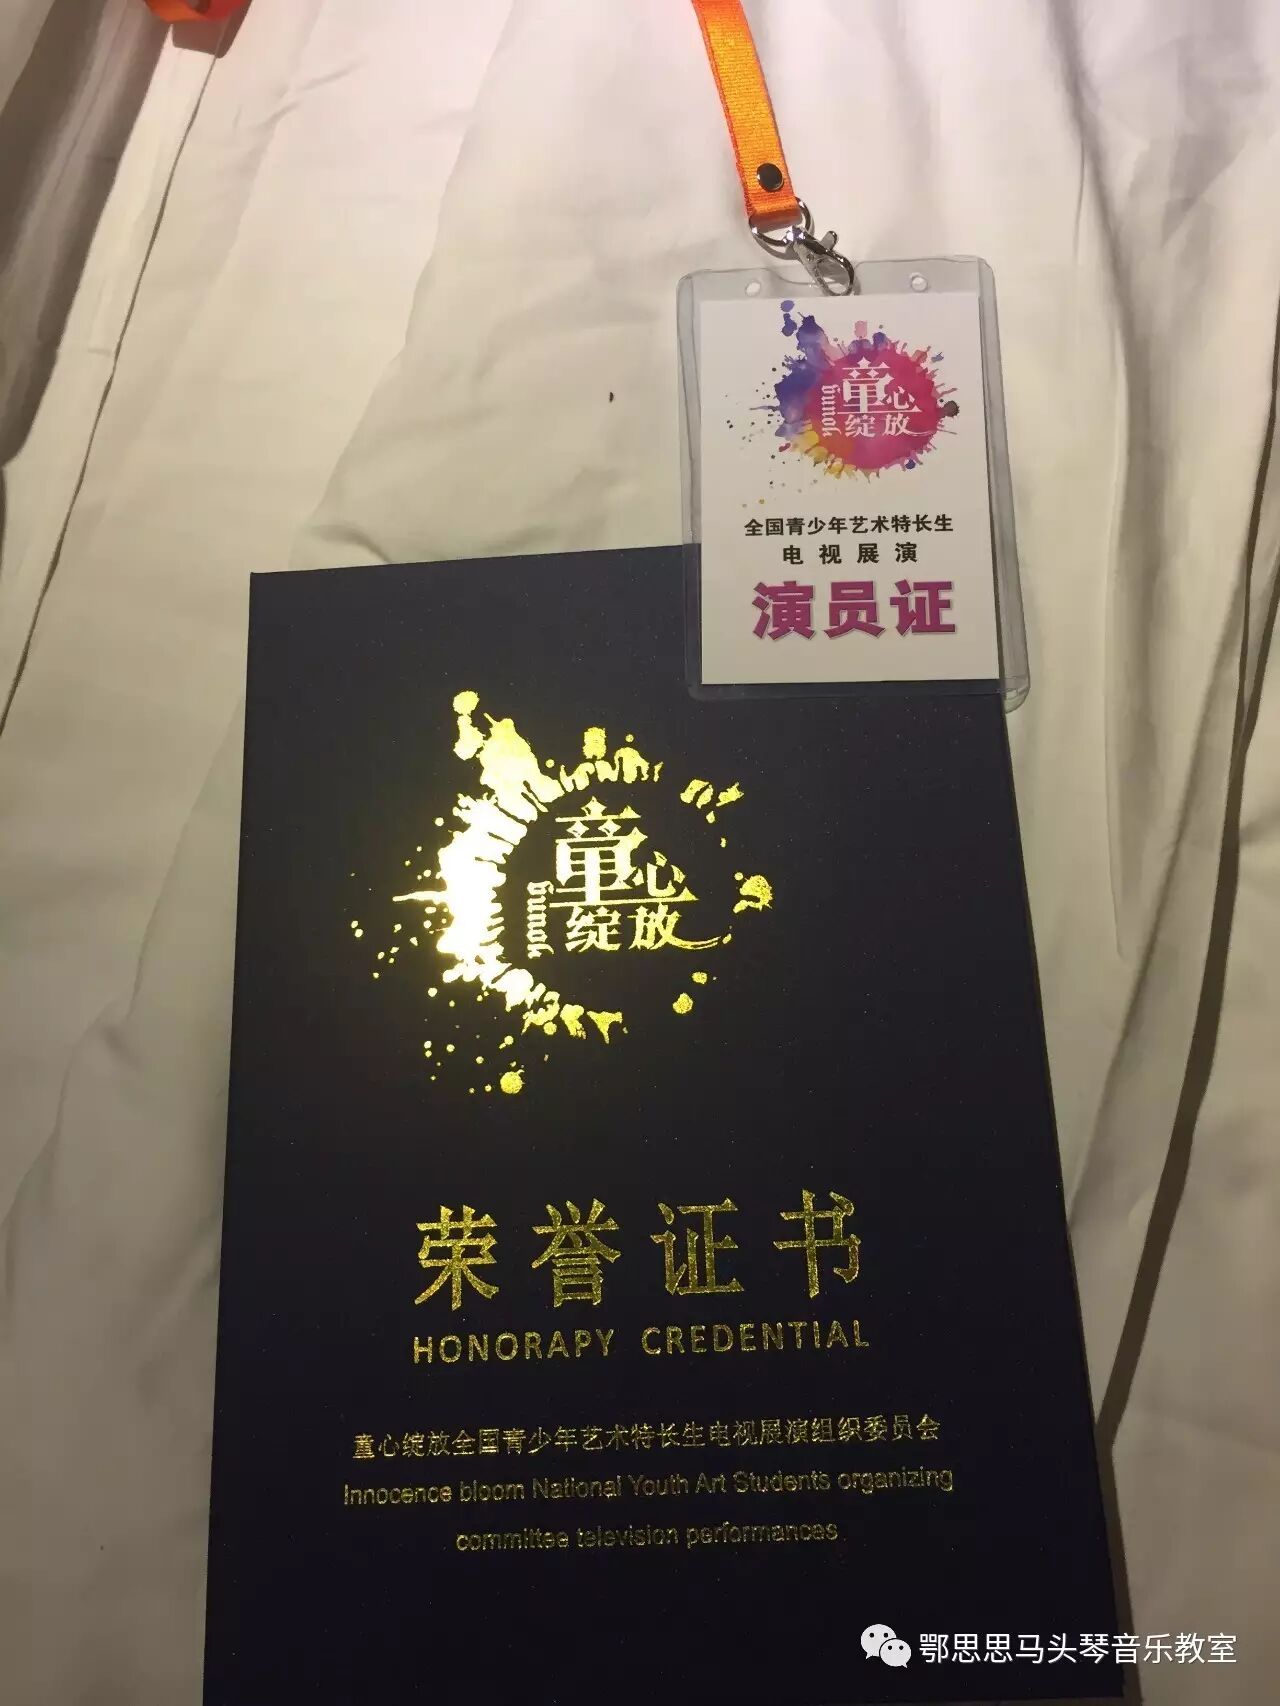 童心
绽放
young
全国青少年艺术特长生
电视展演
演员证
童心
绽放
young
荣誉证书
HONORAPY CREDENTIAL
童心绽放全国青少年艺术特长生电视展演组织委员会
Innocence bloom National Youth Art Students organizing
committee television performances
鄂思思马头琴音乐教室